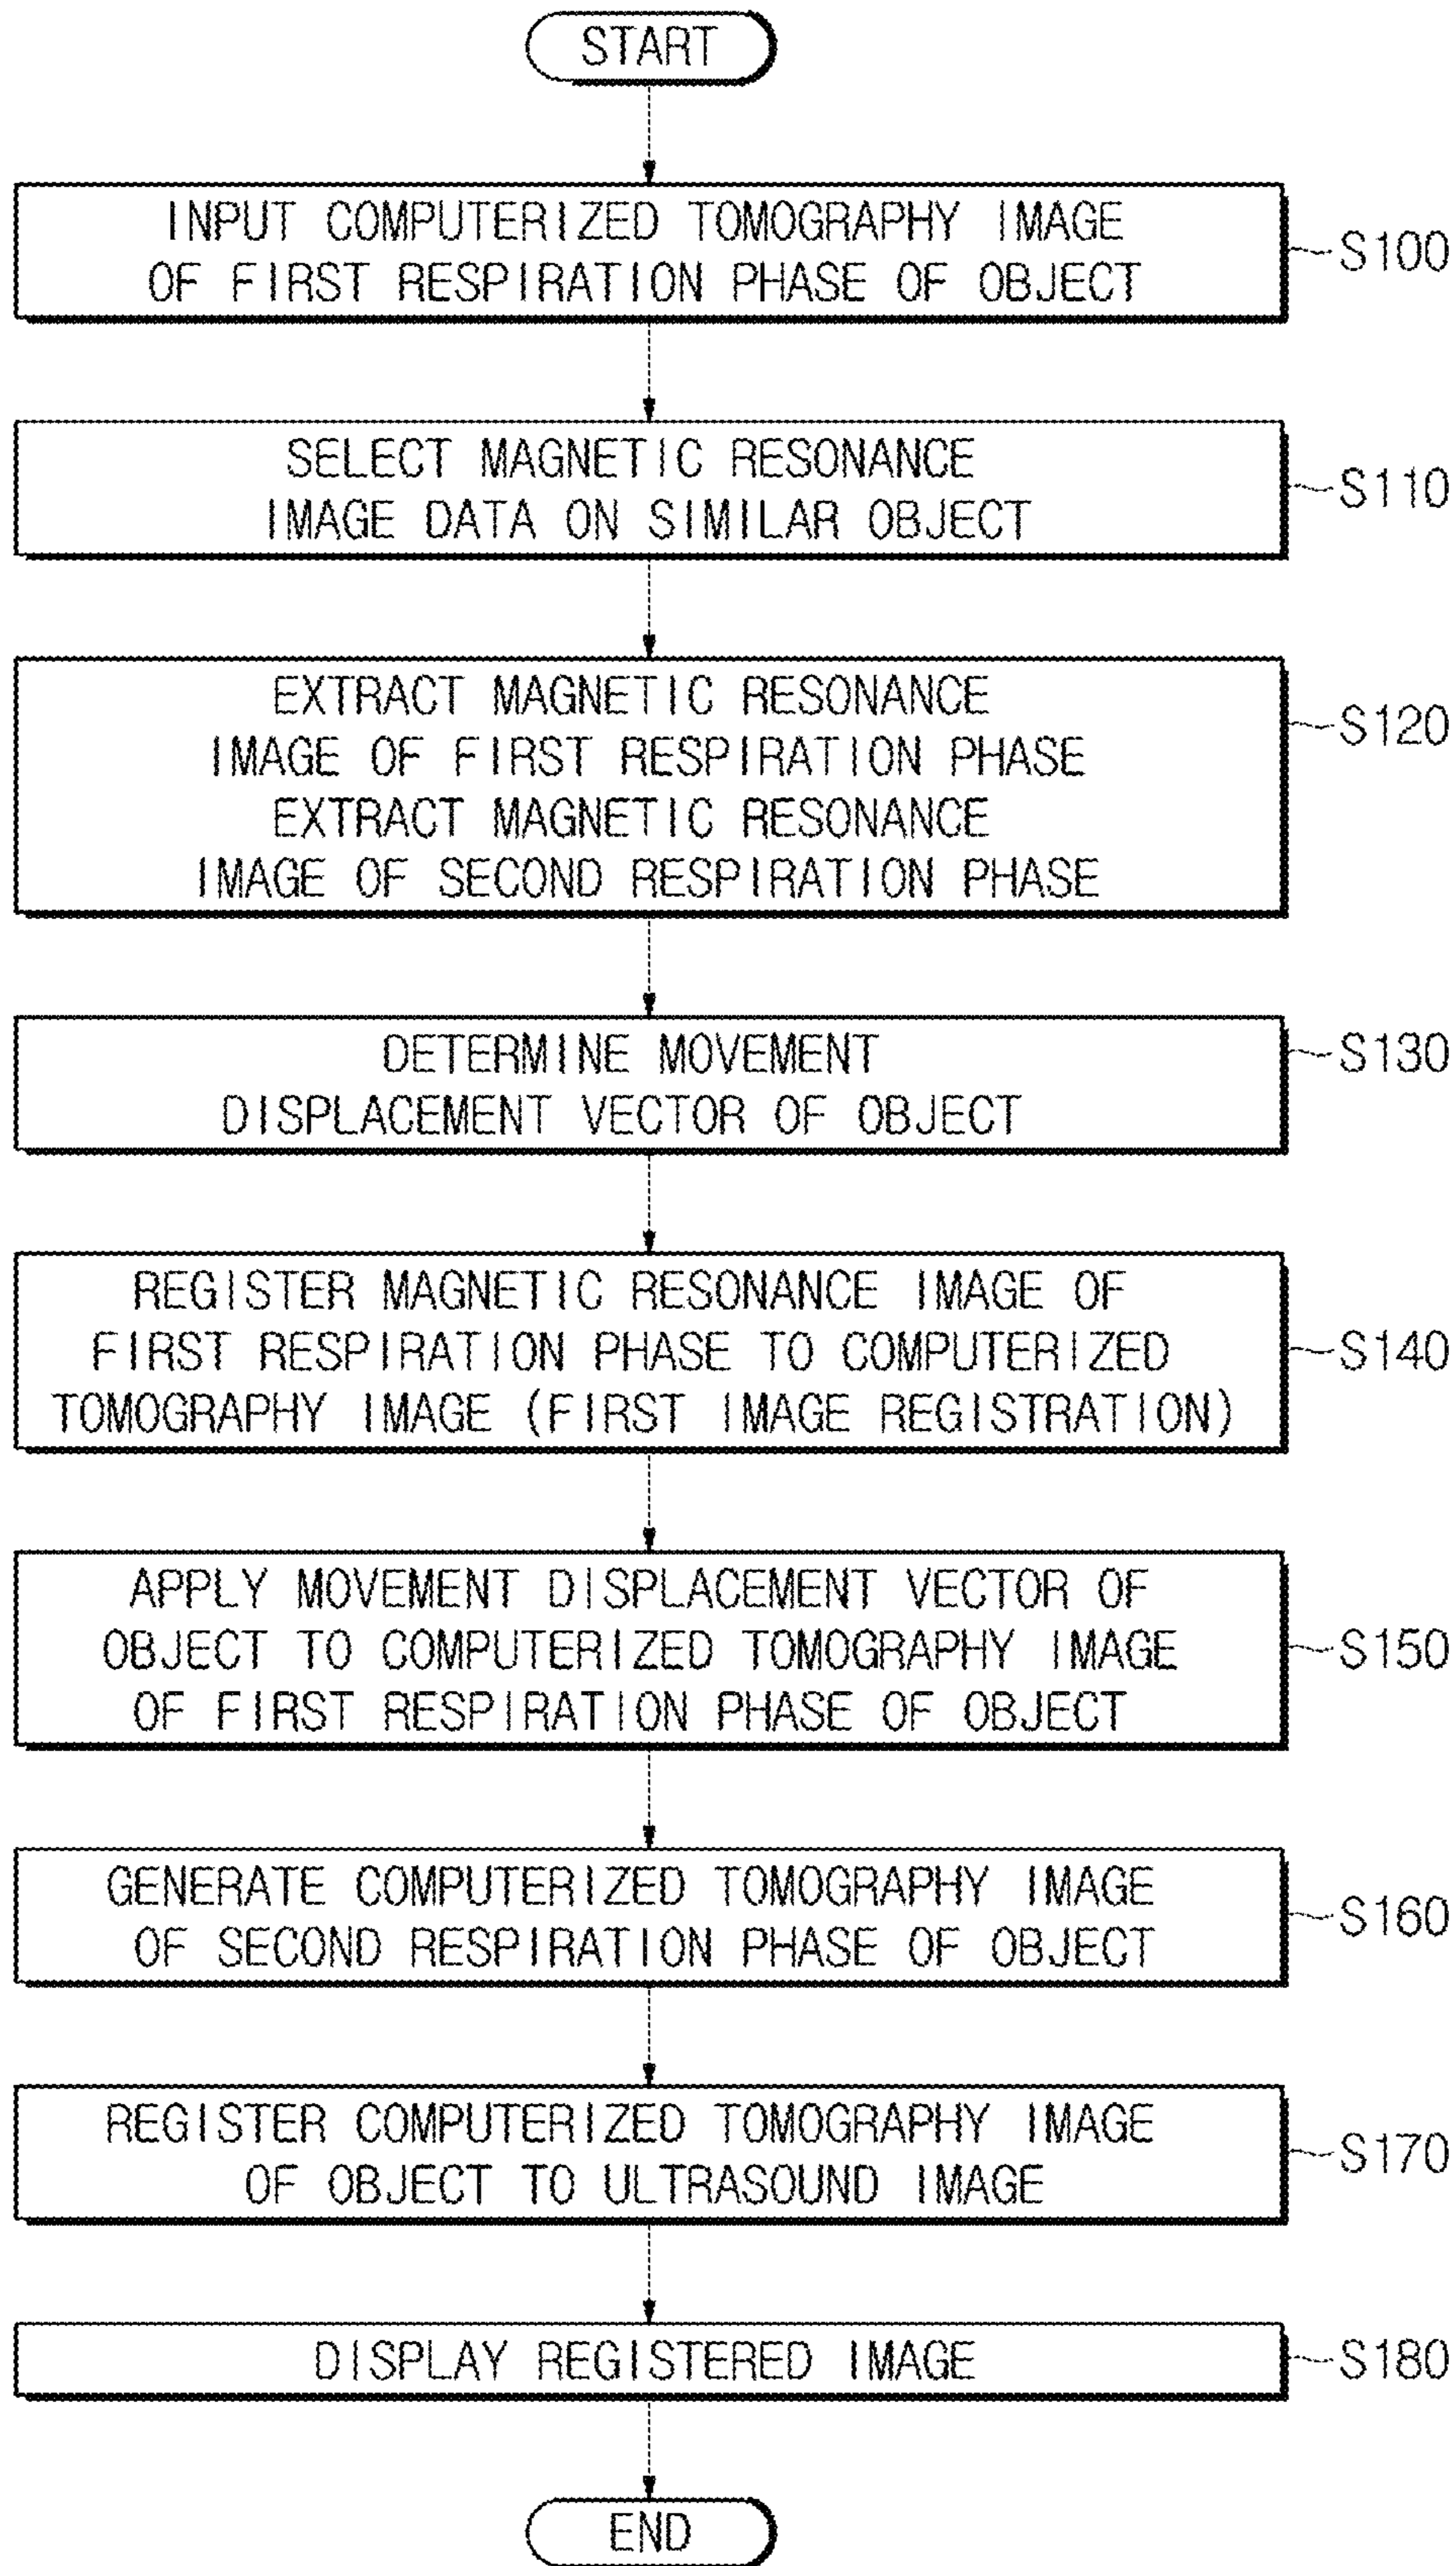 START
INPUT COMPUTERIZED TOMOGRAPHY IMAGE
OF FIRST RESPIRATION PHASE OF OBJECT
S100
SELECT MAGNETIC RESONANCE
IMAGE DATA ON SIMILAR OBJECT
S110
EXTRACT MAGNETIC RESONANCE
IMAGE OF FIRST RESPIRATION PHASE
EXTRACT MAGNETIC RESONANCE
IMAGE OF SECOND RESPIRATION PHASE
S120
DETERMINE MOVEMENT
DISPLACEMENT VECTOR OF OBJECT
S130
REGISTER MAGNETIC RESONANCE IMAGE OF
FIRST RESPIRATION PHASE TO COMPUTERIZED
TOMOGRAPHY IMAGE (FIRST IMAGE REGISTRATION)
S140
APPLY MOVEMENT DISPLACEMENT VECTOR OF
OBJECT TO COMPUTERIZED TOMOGRAPHY IMAGE
OF FIRST RESPIRATION PHASE OF OBJECT
S150
GENERATE COMPUTERIZED TOMOGRAPHY IMAGE
OF SECOND RESPIRATION PHASE OF OBJECT
S160
REGISTER COMPUTERIZED TOMOGRAPHY IMAGE
OF OBJECT TO ULTRASOUND IMAGE
S170
DISPLAY REGISTERED IMAGE
S180
END